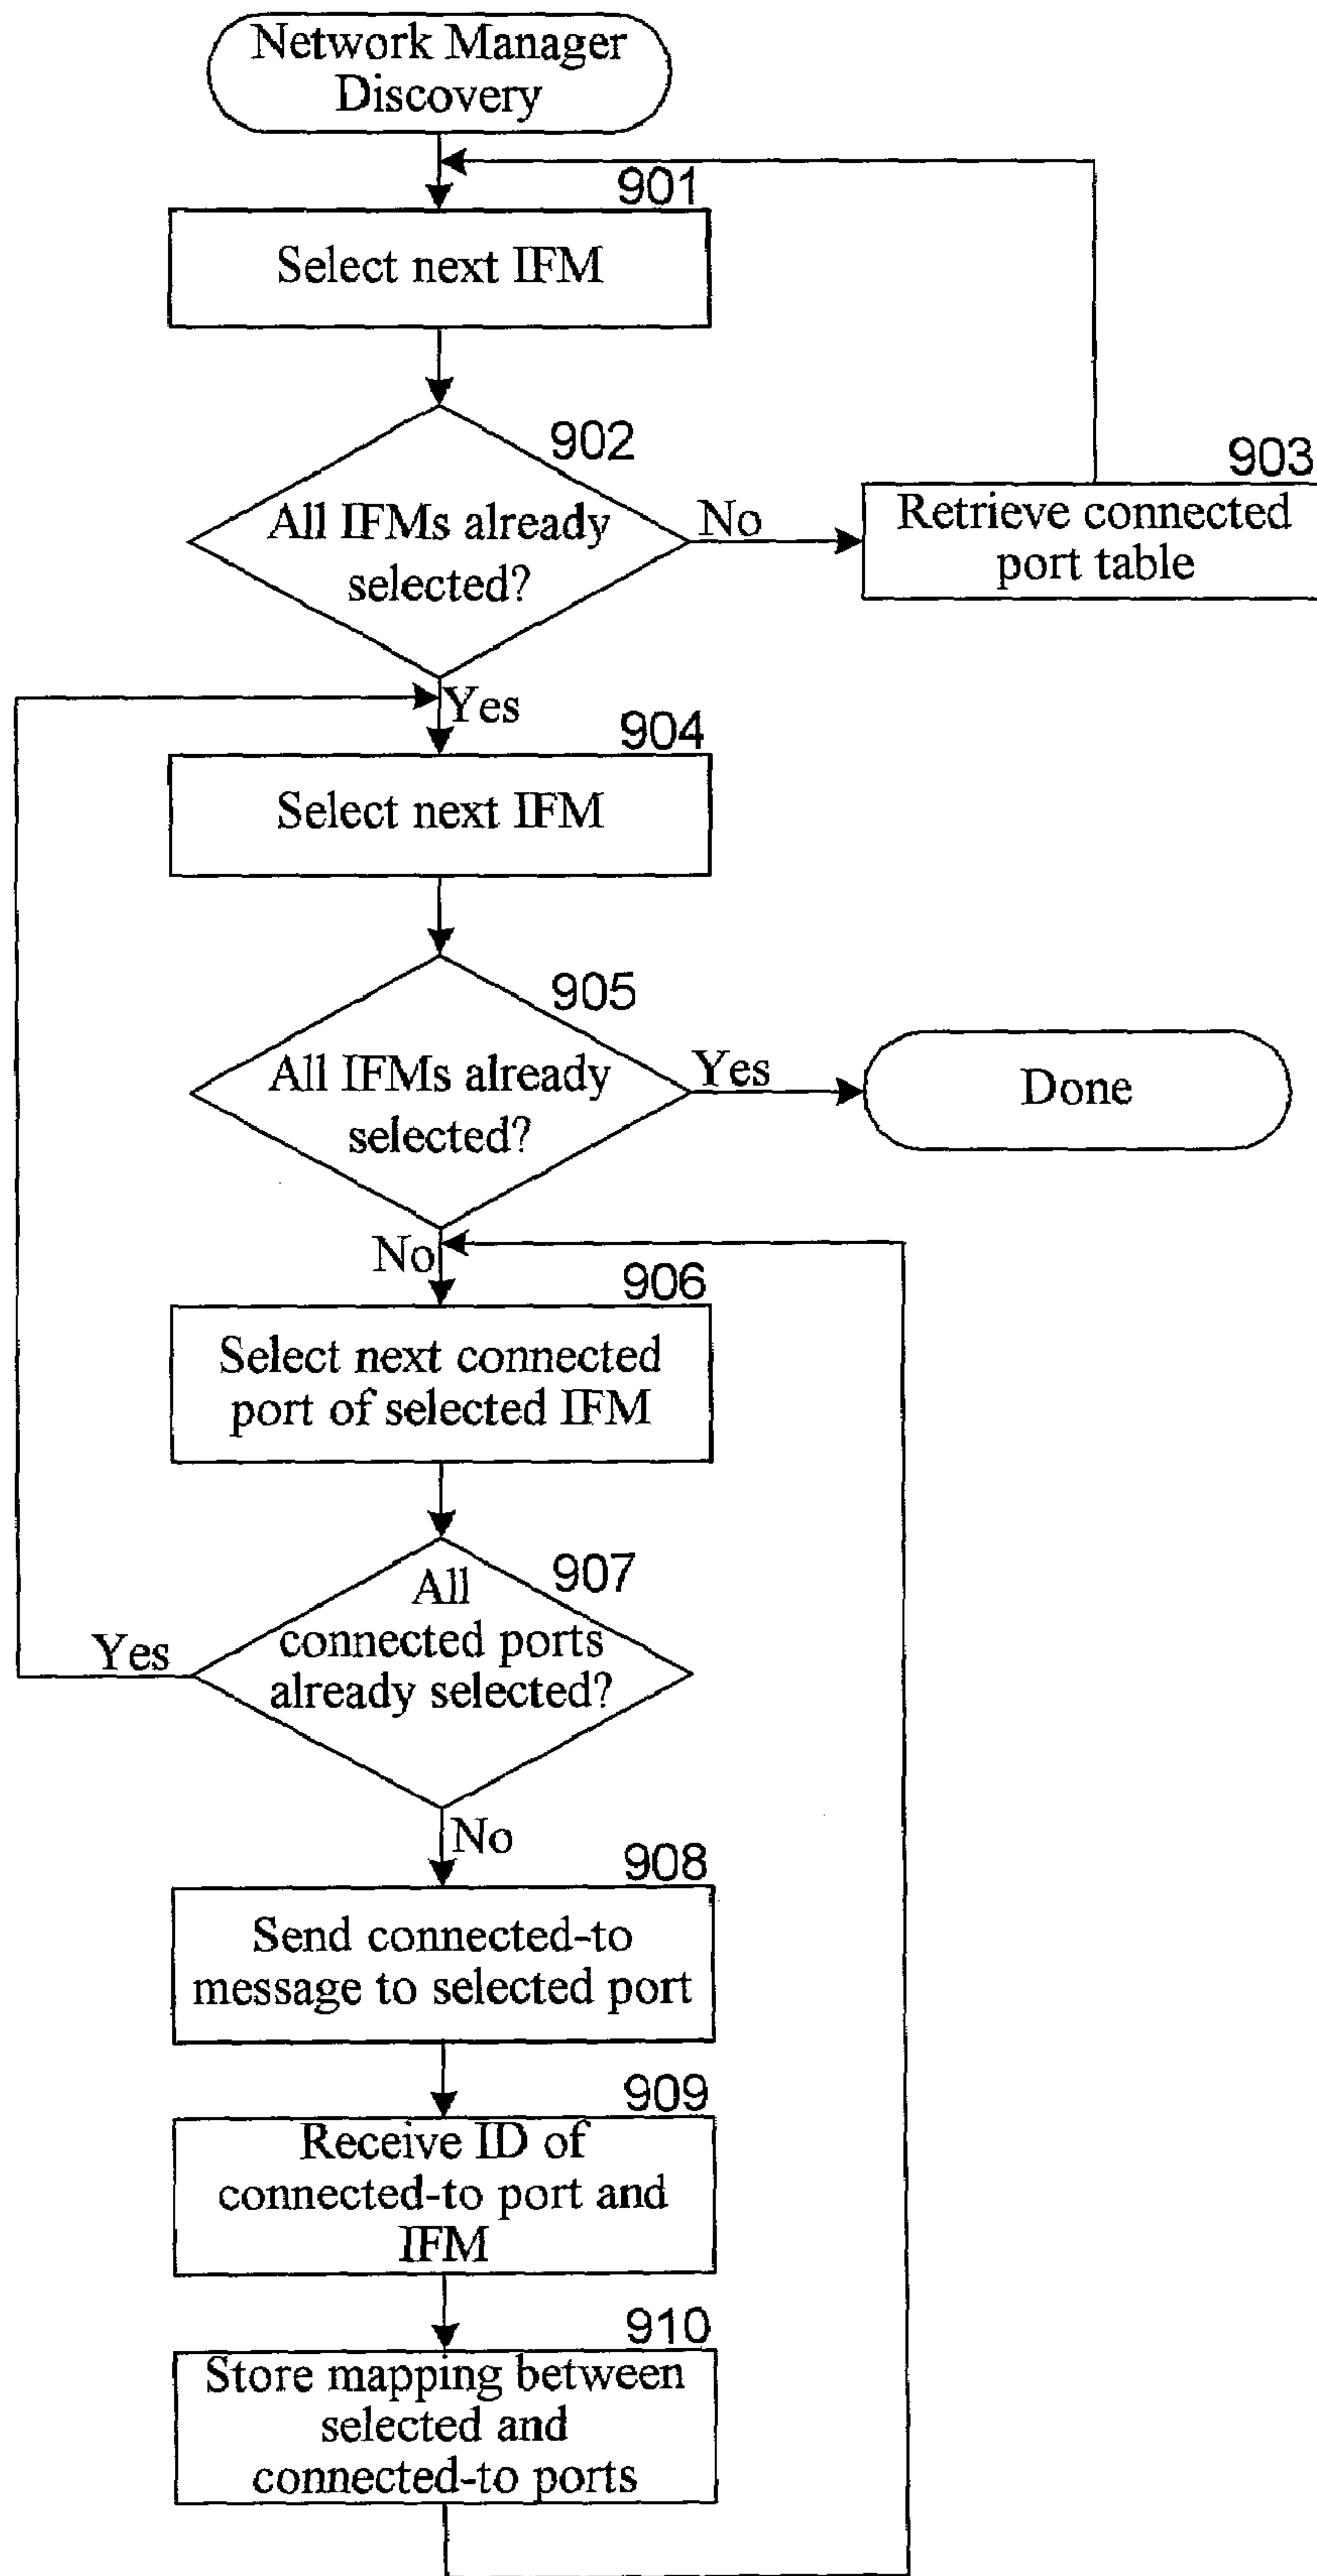 Network Manager
Discovery
901
Select next IFM
902
All IFMs already
selected?
No
903
Retrieve connected
port table
Yes
904
Select next IFM
905
All IFMs already
selected?
Yes
Done
No
906
Select next connected
port of selected IFM
907
All
connected ports
already selected?
Yes
No
908
Send connected-to
message to selected port
909
Receive ID of
connected-to port and
IFM
910
Store mapping between
selected and
connected-to ports